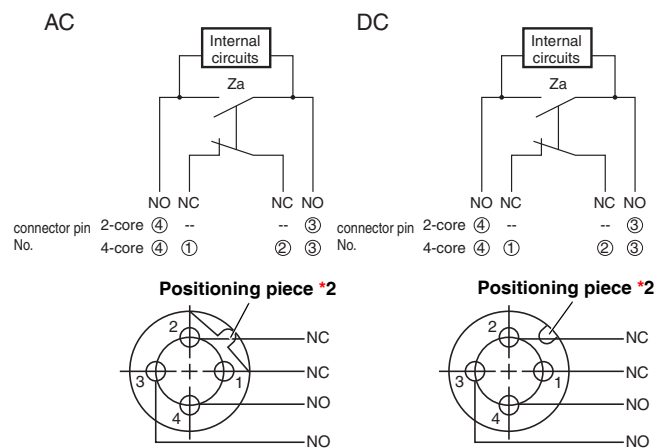 AC
Internal
circuits
Za
NO NC NC NO
connector pin
No.
2-core ④ -- -- ③
4-core ④ ① ② ③
Positioning piece *2
2
3
1
4
NC
NC
NO
NO
DC
Internal
circuits
Za
NO NC NC NO
connector pin
No.
2-core ④ -- -- ③
4-core ④ ① ② ③
Positioning piece *2
2
3
1
4
NC
NC
NO
NO